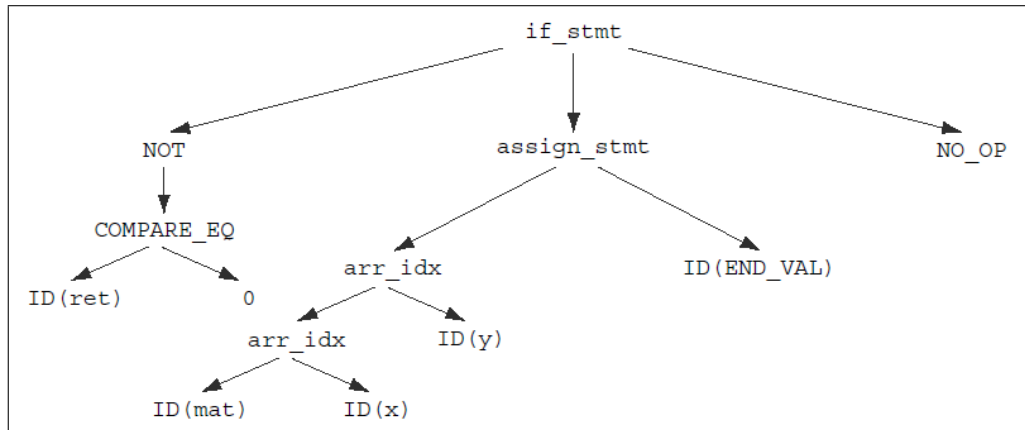 if_stmt
NOT assign_stmt NO_OP
COMPARE_EQ
arr_idx ID(END_VAL)
ID(ret) 0
arr_idx ID(y)
ID(mat) ID(x)